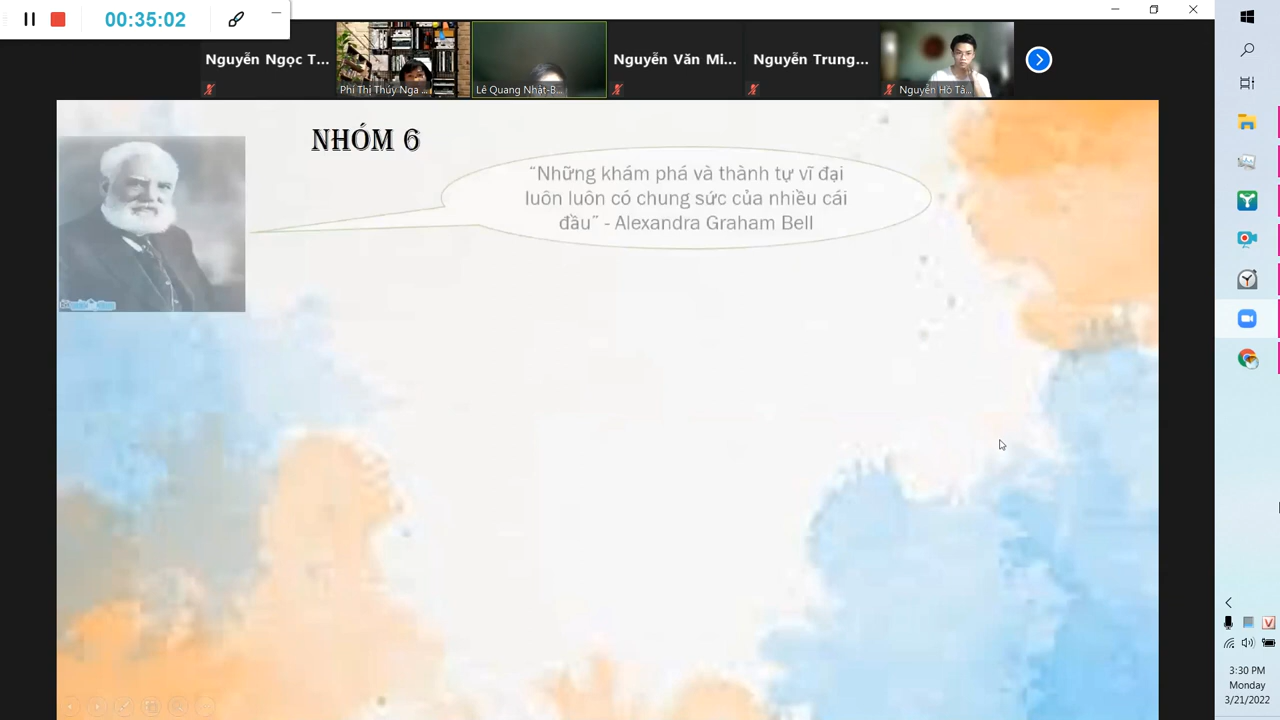 00:35:02
Nguyễn Ngọc T...
Phí Thị Thúy Nga ...
Lê Quang Nhật-B...
Nguyễn Văn Mi...
Nguyễn Trung...
Nguyễn Hồ Tấ...
NHÓM 6
“Những khám phá và thành tự vĩ đại
luôn luôn có chung sức của nhiều cái
đầu” - Alexandra Graham Bell
3:30 PM
Monday
3/21/2022